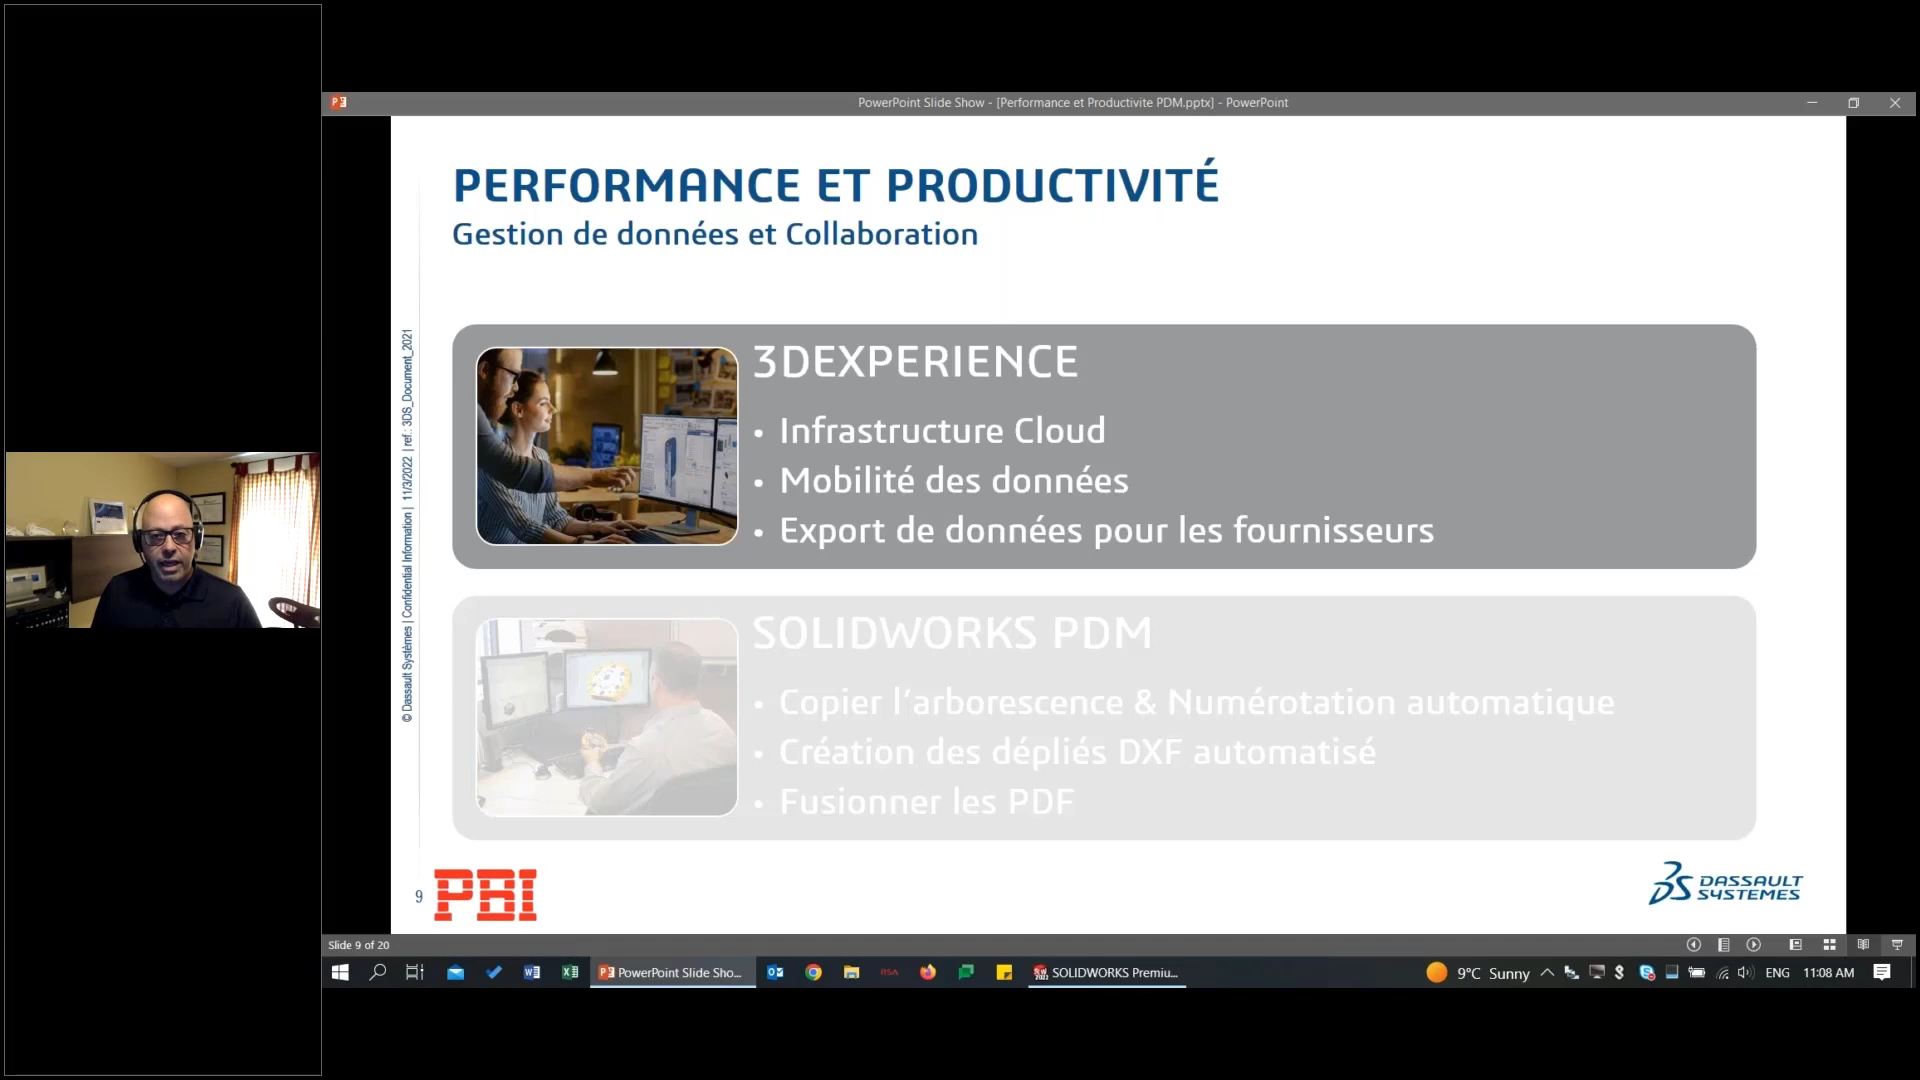 PowerPoint Slide Show - [Performance et Productivite PDM.pptx] - PowerPoint
PERFORMANCE ET PRODUCTIVITÉ
Gestion de données et Collaboration
3DEXPERIENCE
• Infrastructure Cloud
• Mobilité des données
• Export de données pour les fournisseurs
SOLIDWORKS PDM
• Copier l'arborescence & Numérotation automatique
• Création des dépliés DXF automatisé
• Fusionner les PDF
© Dassault Systèmes | Confidential Information | 11/3/2022 | ref.: 3DS_Document_2021
9
PBI
DASSAULT
SYSTEMES
Slide 9 of 20
PowerPoint Slide Sho...
RSA
SOLIDWORKS Premiu...
9°C Sunny
ENG
11:08 AM